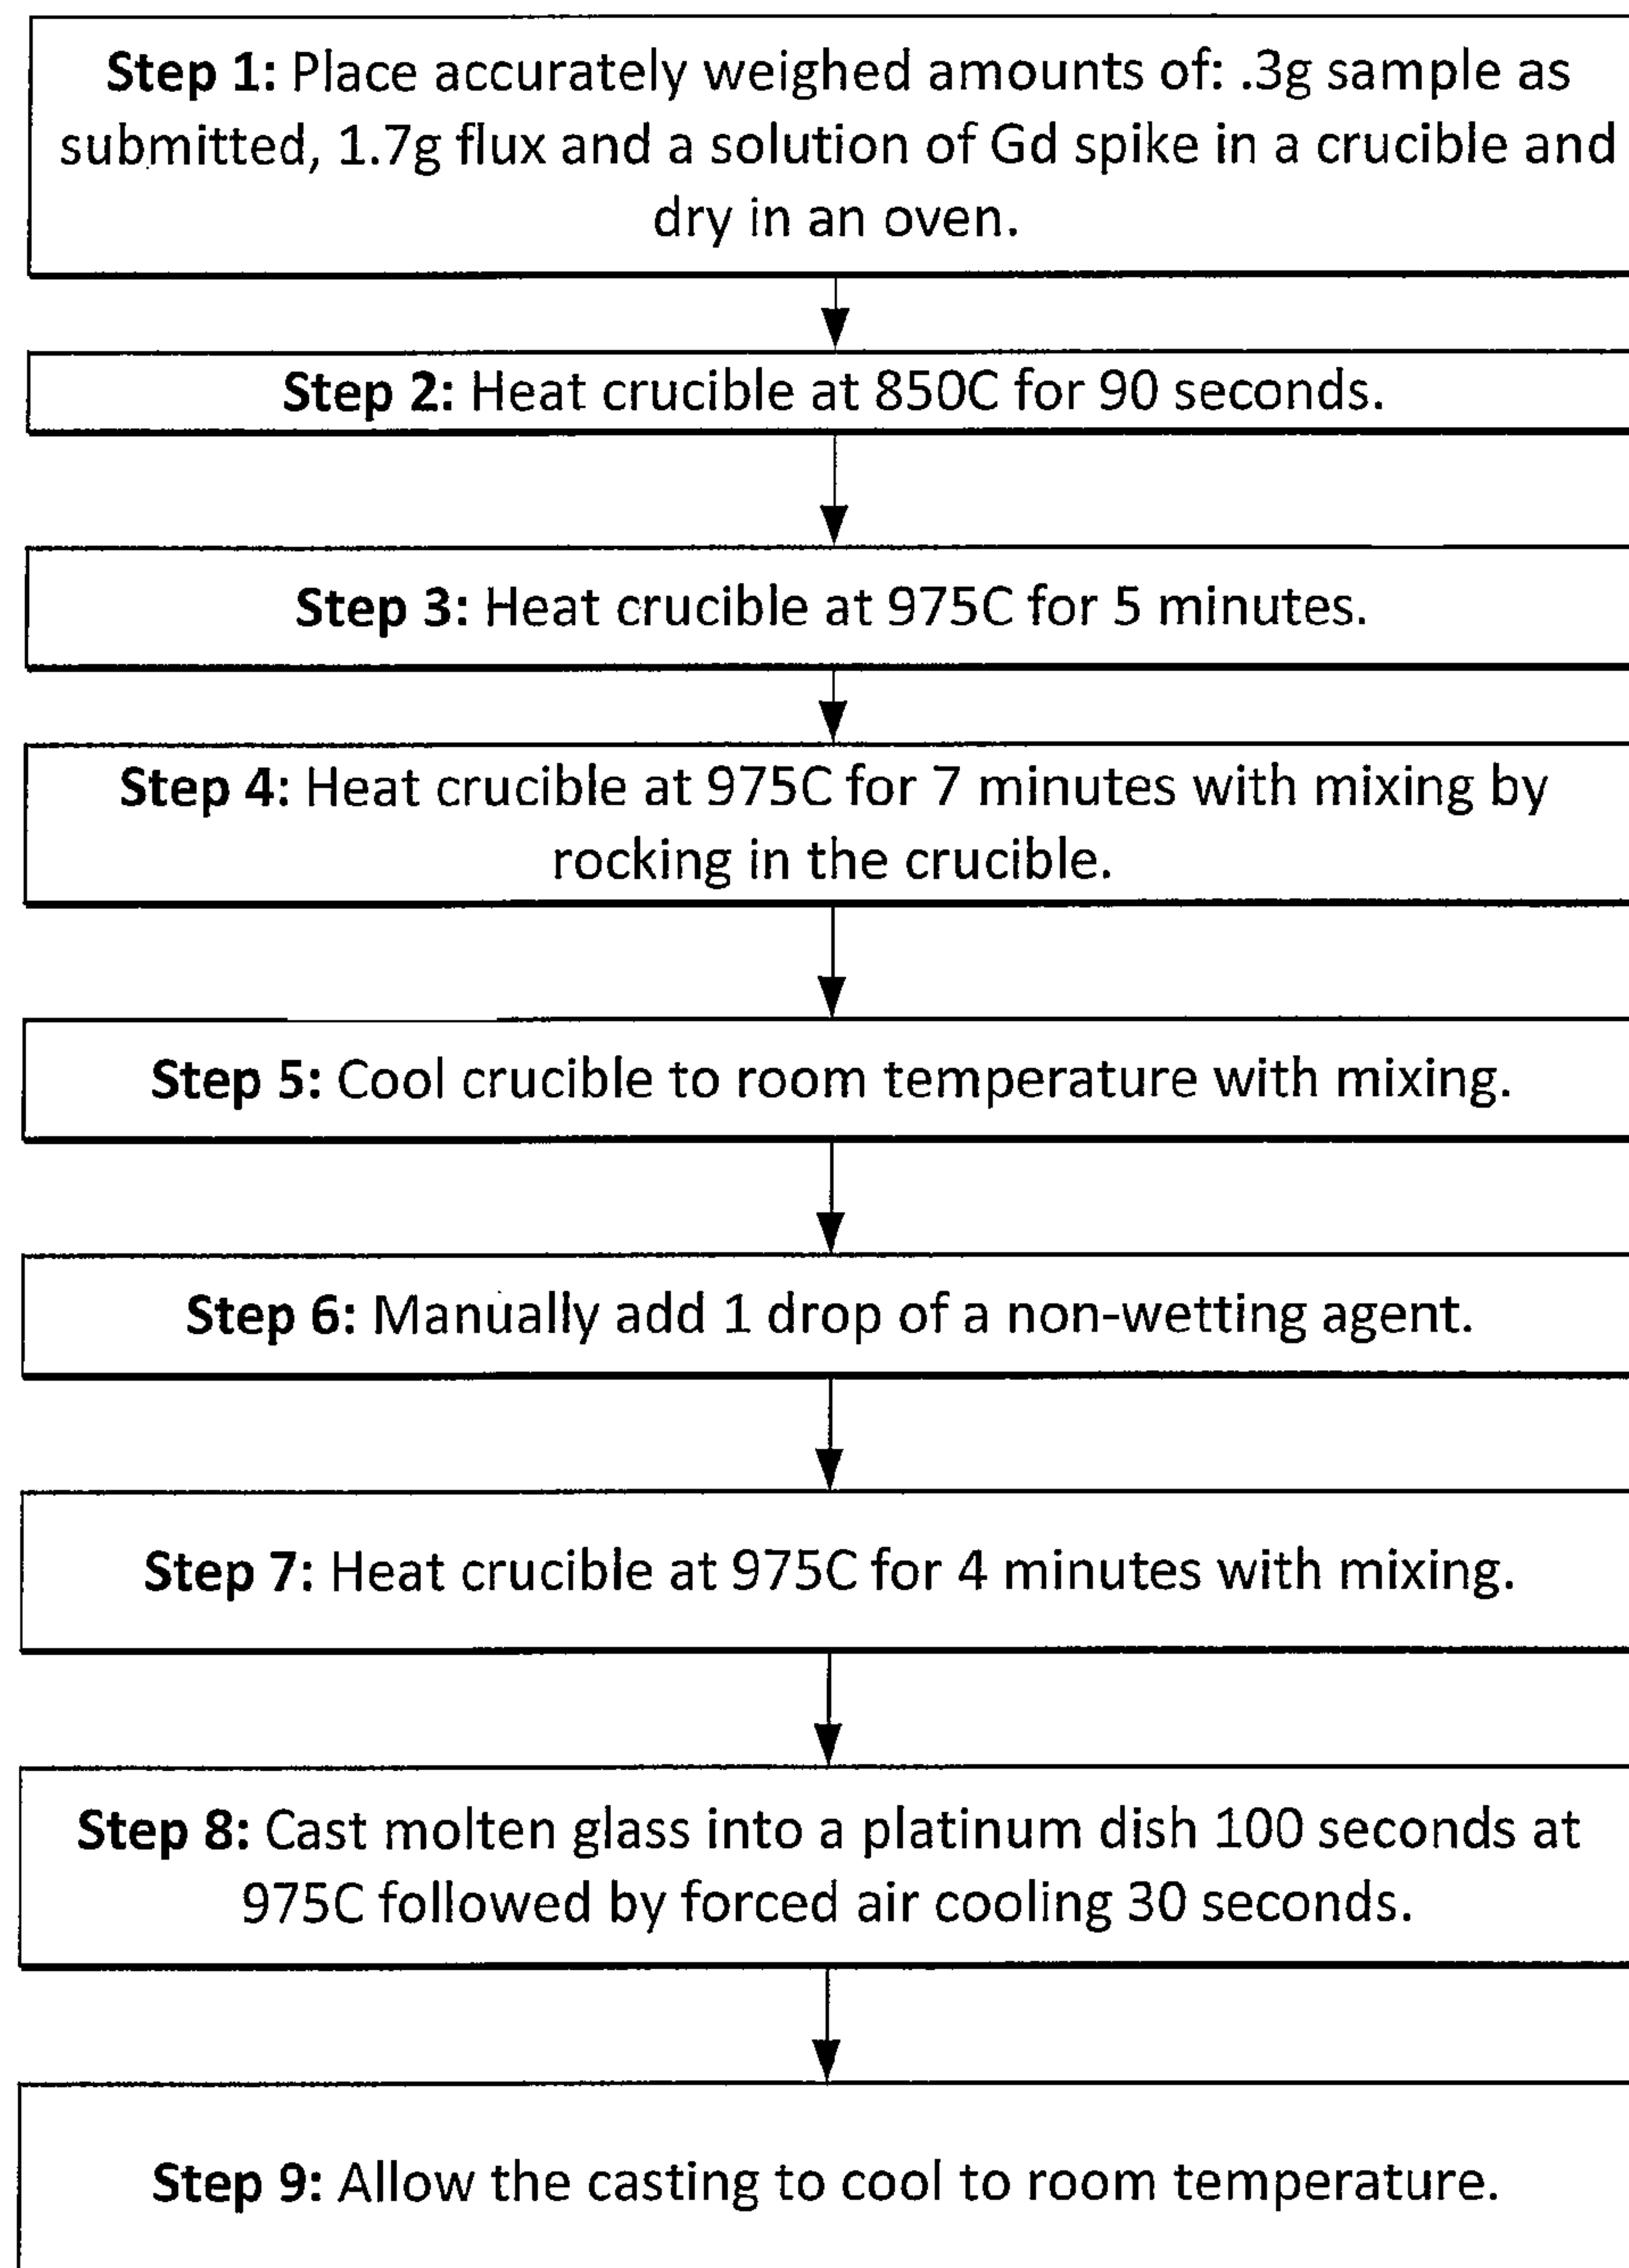 Step 1: Place accurately weighed amounts of: .3g sample as
submitted, 1.7g flux and a solution of Gd spike in a crucible and
dry in an oven.
Step 2: Heat crucible at 850C for 90 seconds.
Step 3: Heat crucible at 975C for 5 minutes.
Step 4: Heat crucible at 975C for 7 minutes with mixing by
rocking in the crucible.
Step 5: Cool crucible to room temperature with mixing.
Step 6: Manually add 1 drop of a non-wetting agent.
Step 7: Heat crucible at 975C for 4 minutes with mixing.
Step 8: Cast molten glass into a platinum dish 100 seconds at
975C followed by forced air cooling 30 seconds.
Step 9: Allow the casting to cool to room temperature.